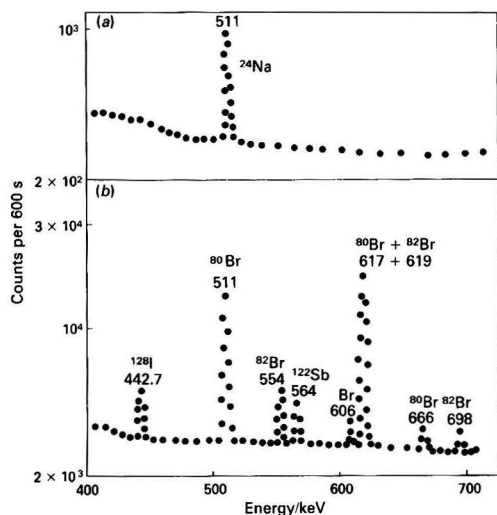 (a)
10³
511
²⁴Na
2 × 10²
(b)
3 × 10⁴
⁸⁰Br + ⁸²Br
617 + 619
⁸⁰Br
511
10⁴
¹²⁸I
442.7
⁸²Br
554
¹²²Sb
564
Br
606
⁸⁰Br
666
⁸²Br
698
2 × 10³
400
500
600
700
Energy/keV
Counts per 600 s